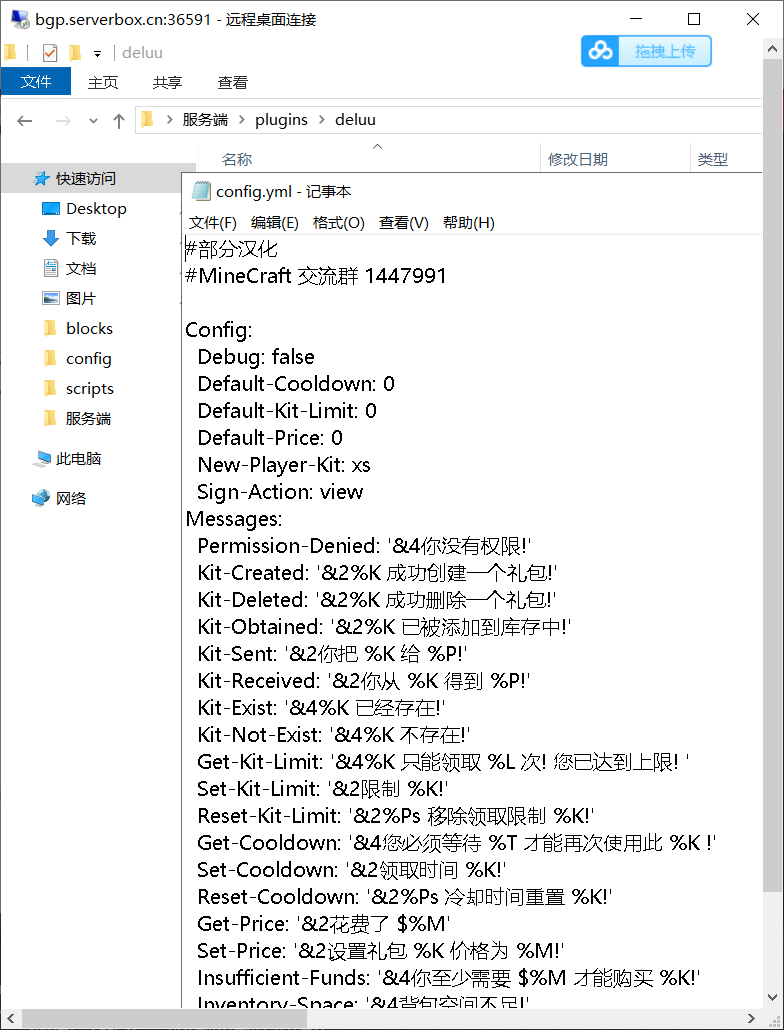 bgp.serverbox.cn:36591 - 远程桌面连接
deluu
拖拽上传
文件 主页 共享 查看
服务端 > plugins > deluu
名称 修改日期 类型
快速访问
Desktop
下载
文档
图片
blocks
config
scripts
服务端
此电脑
网络
config.yml - 记事本
文件(F) 编辑(E) 格式(O) 查看(V) 帮助(H)
#部分汉化
#MineCraft 交流群 1447991
Config:
Debug: false
Default-Cooldown: 0
Default-Kit-Limit: 0
Default-Price: 0
New-Player-Kit: xs
Sign-Action: view
Messages:
Permission-Denied: '&4你没有权限!'
Kit-Created: '&2%K 成功创建一个礼包!'
Kit-Deleted: '&2%K 成功删除一个礼包!'
Kit-Obtained: '&2%K 已被添加到库存中!'
Kit-Sent: '&2你把 %K 给 %P!'
Kit-Received: '&2你从 %K 得到 %P!'
Kit-Exist: '&4%K 已经存在!'
Kit-Not-Exist: '&4%K 不存在!'
Get-Kit-Limit: '&4%K 只能领取 %L 次! 您已达到上限! '
Set-Kit-Limit: '&2限制 %K!'
Reset-Kit-Limit: '&2%Ps 移除领取限制 %K!'
Get-Cooldown: '&4您必须等待 %T 才能再次使用此 %K !'
Set-Cooldown: '&2领取时间 %K!'
Reset-Cooldown: '&2%Ps 冷却时间重置 %K!'
Get-Price: '&2花费了 $%M'
Set-Price: '&2设置礼包 %K 价格为 %M!'
Insufficient-Funds: '&4你至少需要 $%M 才能购买 %K!'
Inventory-Space: '&4背包空间不足!'